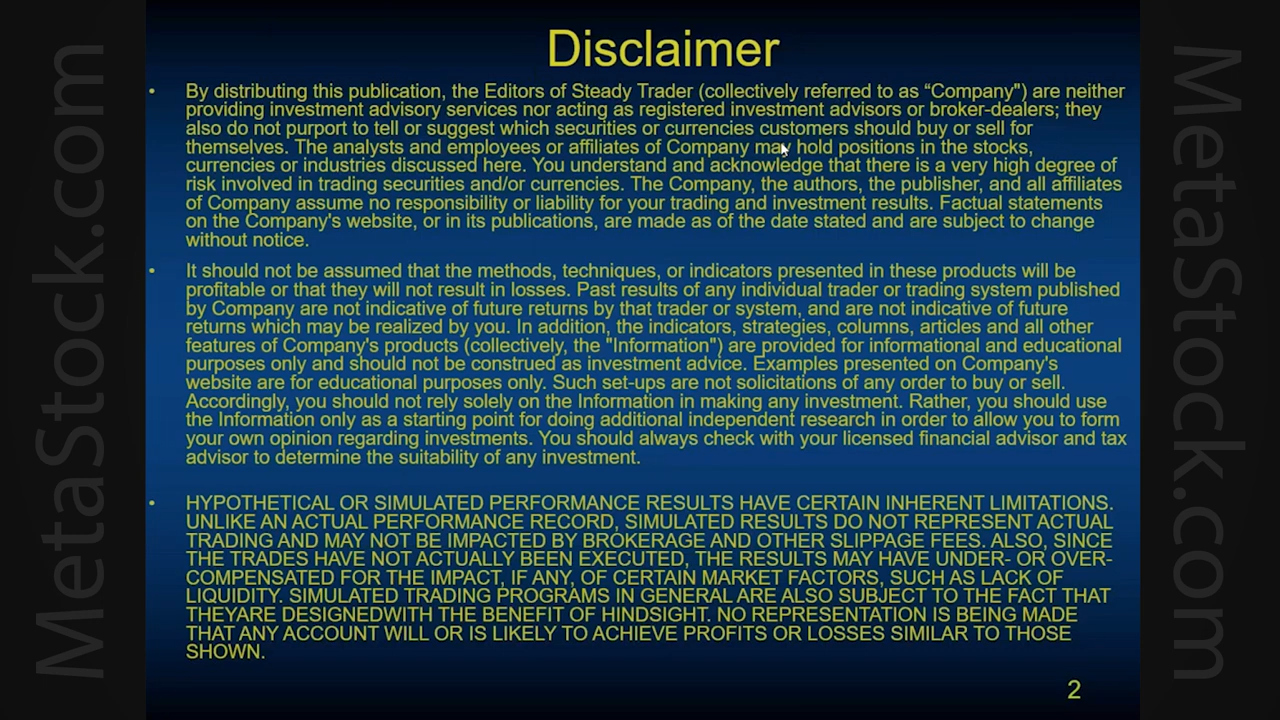 MetaStock.com
Disclaimer
• By distributing this publication, the Editors of Steady Trader (collectively referred to as “Company") are neither
providing investment advisory services nor acting as registered investment advisors or broker-dealers; they
also do not purport to tell or suggest which securities or currencies customers should buy or sell for
themselves. The analysts and employees or affiliates of Company may hold positions in the stocks,
currencies or industries discussed here. You understand and acknowledge that there is a very high degree of
risk involved in trading securities and/or currencies. The Company, the authors, the publisher, and all affiliates
of Company assume no responsibility or liability for your trading and investment results. Factual statements
on the Company's website, or in its publications, are made as of the date stated and are subject to change
without notice.
• It should not be assumed that the methods, techniques, or indicators presented in these products will be
profitable or that they will not result in losses. Past results of any individual trader or trading system published
by Company are not indicative of future returns by that trader or system, and are not indicative of future
returns which may be realized by you. In addition, the indicators, strategies, columns, articles and all other
features of Company's products (collectively, the "Information") are provided for informational and educational
purposes only and should not be construed as investment advice. Examples presented on Company's
website are for educational purposes only. Such set-ups are not solicitations of any order to buy or sell.
Accordingly, you should not rely solely on the Information in making any investment. Rather, you should use
the Information only as a starting point for doing additional independent research in order to allow you to form
your own opinion regarding investments. You should always check with your licensed financial advisor and tax
advisor to determine the suitability of any investment.
• HYPOTHETICAL OR SIMULATED PERFORMANCE RESULTS HAVE CERTAIN INHERENT LIMITATIONS.
UNLIKE AN ACTUAL PERFORMANCE RECORD, SIMULATED RESULTS DO NOT REPRESENT ACTUAL
TRADING AND MAY NOT BE IMPACTED BY BROKERAGE AND OTHER SLIPPAGE FEES. ALSO, SINCE
THE TRADES HAVE NOT ACTUALLY BEEN EXECUTED, THE RESULTS MAY HAVE UNDER- OR OVER-
COMPENSATED FOR THE IMPACT, IF ANY, OF CERTAIN MARKET FACTORS, SUCH AS LACK OF
LIQUIDITY. SIMULATED TRADING PROGRAMS IN GENERAL ARE ALSO SUBJECT TO THE FACT THAT
THEYARE DESIGNEDWITH THE BENEFIT OF HINDSIGHT. NO REPRESENTATION IS BEING MADE
THAT ANY ACCOUNT WILL OR IS LIKELY TO ACHIEVE PROFITS OR LOSSES SIMILAR TO THOSE
SHOWN.
2
MetaStock.com